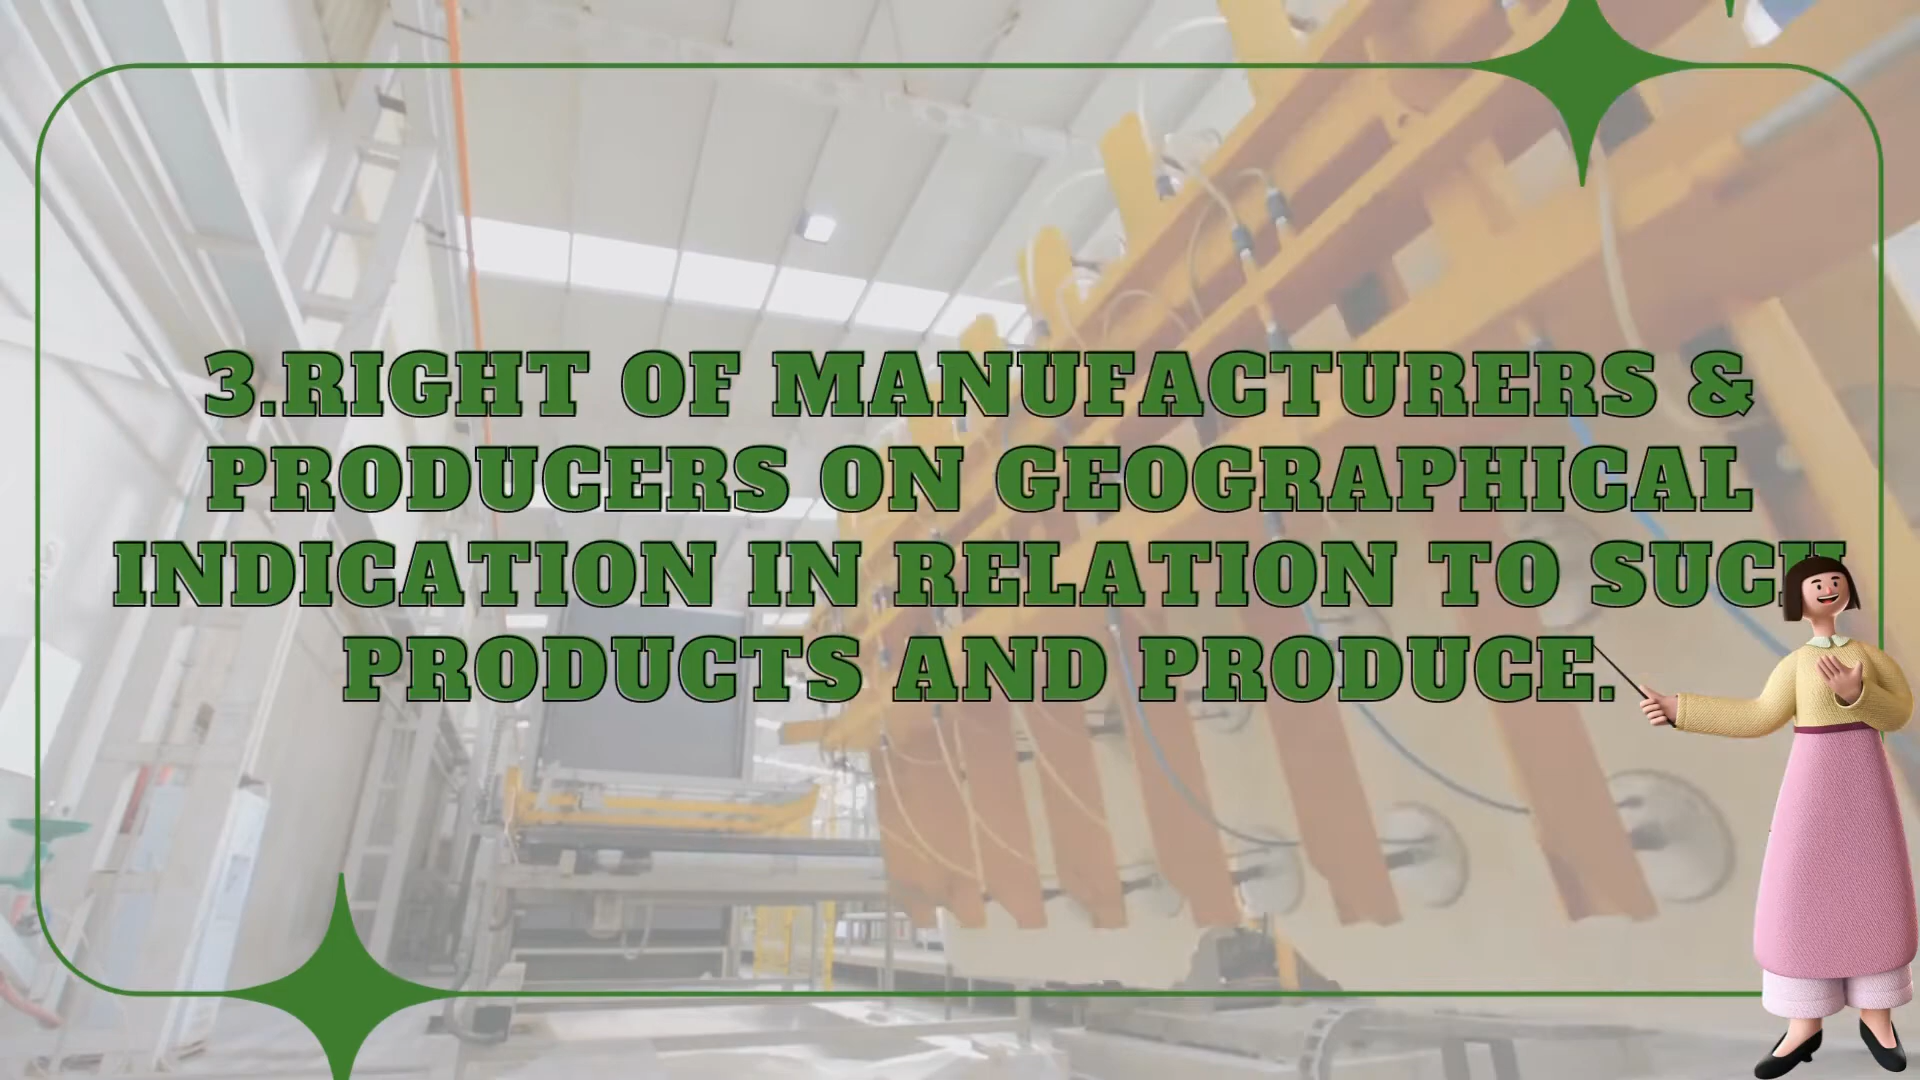 3.RIGHT OF MANUFACTURERS &
PRODUCERS ON GEOGRAPHICAL
INDICATION IN RELATION TO SUCH
PRODUCTS AND PRODUCE.